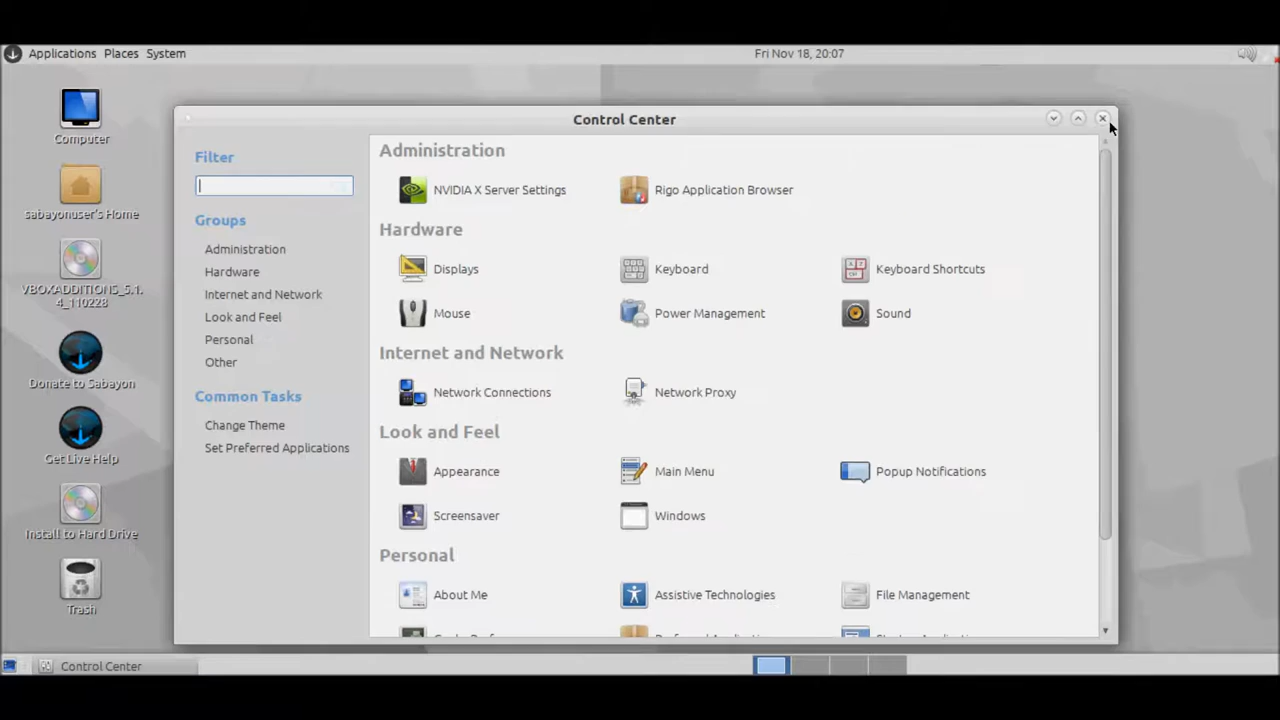 Applications Places System
Fri Nov 18, 20:07
Computer
sabayonuser's Home
VBOXADDITIONS_5.1.
4_110228
Donate to Sabayon
Get Live Help
Install to Hard Drive
Trash
Control Center
Filter
Groups
Administration
Hardware
Internet and Network
Look and Feel
Personal
Other
Common Tasks
Change Theme
Set Preferred Applications
Administration
NVIDIA X Server Settings
Rigo Application Browser
Hardware
Displays
Keyboard
Keyboard Shortcuts
Mouse
Power Management
Sound
Internet and Network
Network Connections
Network Proxy
Look and Feel
Appearance
Main Menu
Popup Notifications
Screensaver
Windows
Personal
About Me
Assistive Technologies
File Management
Control Center